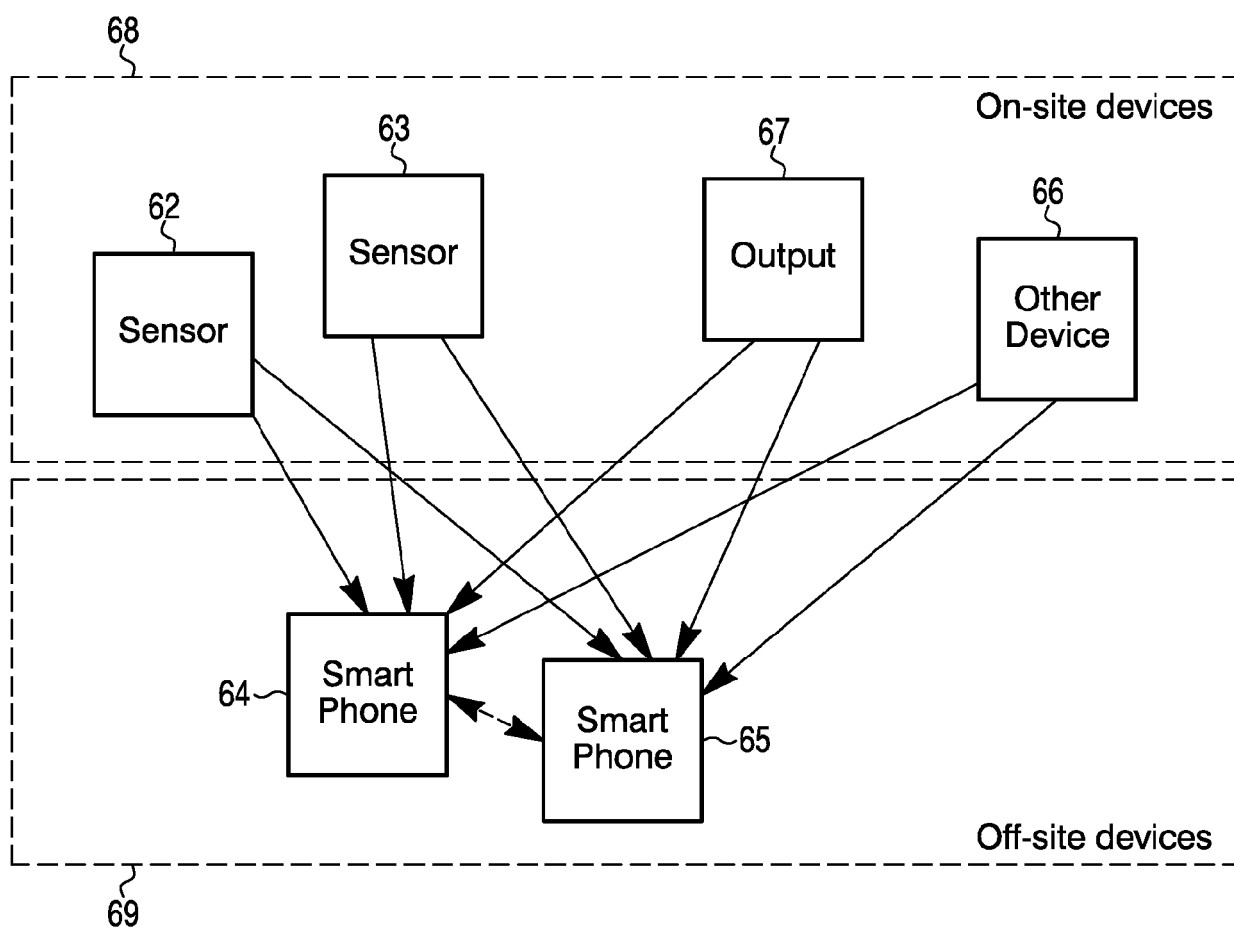 68
On-site devices
63
67
62
66
Sensor
Output
Sensor
Other
Device
64
Smart
Phone
Smart
Phone
65
Off-site devices
69